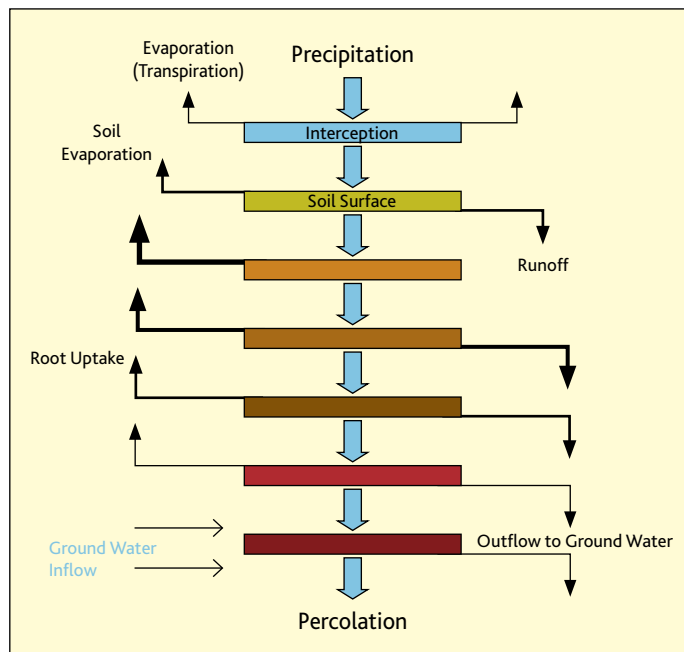 Evaporation
(Transpiration)
Precipitation
Interception
Soil
Evaporation
Soil Surface
Runoff
Root Uptake
Ground Water
Inflow
Outflow to Ground Water
Percolation